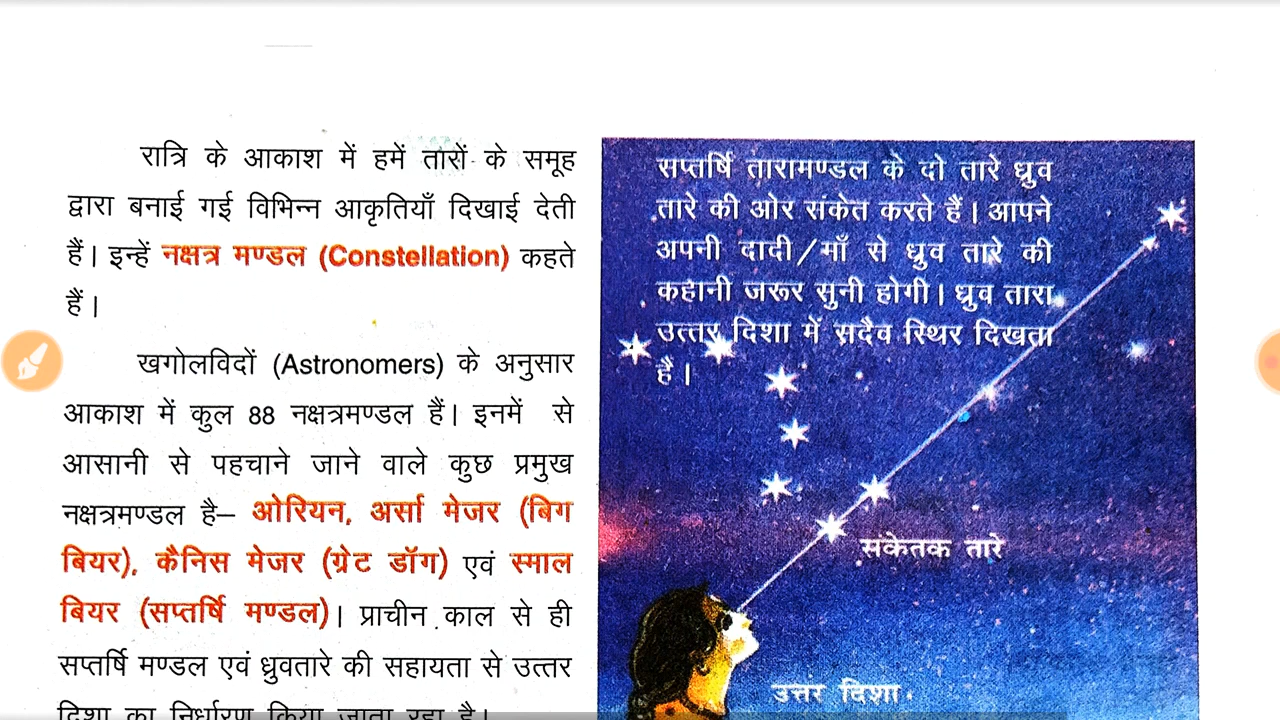 रात्रि के आकाश में हमें तारों के समूह
द्वारा बनाई गई विभिन्न आकृतियाँ दिखाई देती
हैं। इन्हें नक्षत्र मण्डल (Constellation) कहते
हैं।
खगोलविदों (Astronomers) के अनुसार
आकाश में कुल 88 नक्षत्रमण्डल हैं। इनमें से
आसानी से पहचाने जाने वाले कुछ प्रमुख
नक्षत्रमण्डल है– ओरियन, अर्सा मेजर (बिग
बियर), कैनिस मेजर (ग्रेट डॉग) एवं स्माल
बियर (सप्तर्षि मण्डल)। प्राचीन काल से ही
सप्तर्षि मण्डल एवं ध्रुवतारे की सहायता से उत्तर
दिशा का निर्धारण किया जाता रहा है।
सप्तर्षि तारामण्डल के दो तारे ध्रुव
तारे की ओर संकेत करते हैं। आपने
अपनी दादी/माँ से ध्रुव तारे की
कहानी जरूर सुनी होगी। ध्रुव तारा
उत्तर दिशा में सदैव स्थिर दिखता
है।
संकेतक तारे
उत्तर दिशा